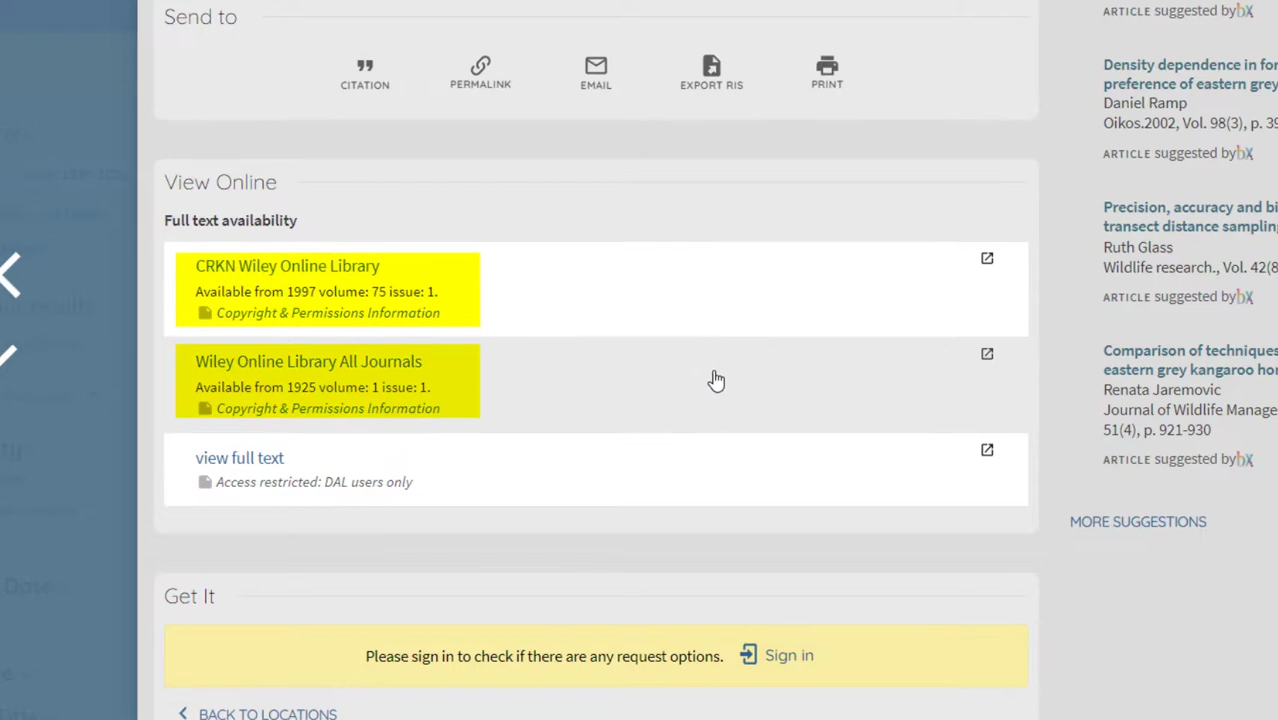 Send to
CITATION
PERMALINK
EMAIL
EXPORT RIS
PRINT
View Online
Full text availability
CRKN Wiley Online Library
Available from 1997 volume: 75 issue: 1.
Copyright & Permissions Information
Wiley Online Library All Journals
Available from 1925 volume: 1 issue: 1.
Copyright & Permissions Information
view full text
Access restricted: DAL users only
Get It
Please sign in to check if there are any request options.
Sign in
BACK TO LOCATIONS
ARTICLE suggested by bX
Density dependence in for
preference of eastern grey
Daniel Ramp
Oikos.2002, Vol. 98(3), p. 39
ARTICLE suggested by bX
Precision, accuracy and bi
transect distance sampling
Ruth Glass
Wildlife research., Vol. 42(8
ARTICLE suggested by bX
Comparison of techniques
eastern grey kangaroo ho
Renata Jaremovic
Journal of Wildlife Manage
51(4), p. 921-930
ARTICLE suggested by bX
MORE SUGGESTIONS